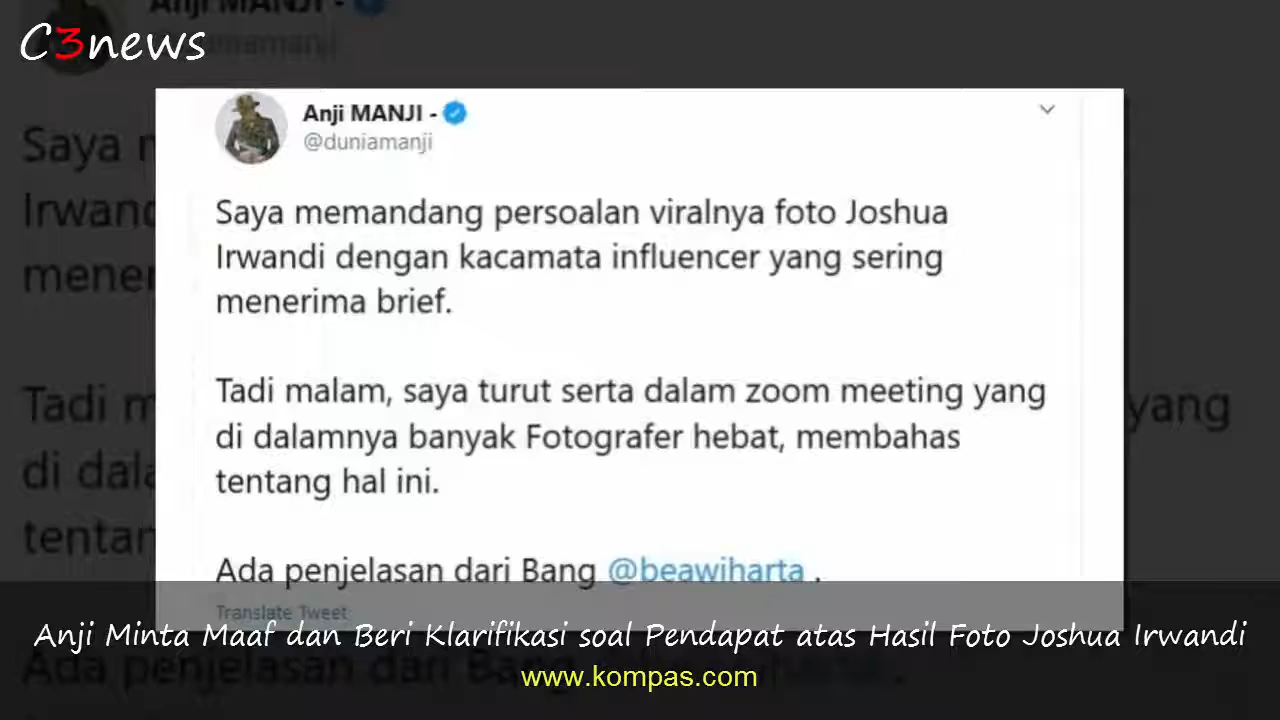 C3news
Anji MANJI -
@duniamanji
Saya memandang persoalan viralnya foto Joshua
Irwandi dengan kacamata influencer yang sering
menerima brief.
Tadi malam, saya turut serta dalam zoom meeting yang
di dalamnya banyak Fotografer hebat, membahas
tentang hal ini.
Ada penjelasan dari Bang @beawiharta .
Translate Tweet
Anji Minta Maaf dan Beri Klarifikasi soal Pendapat atas Hasil Foto Joshua Irwandi
www.kompas.com